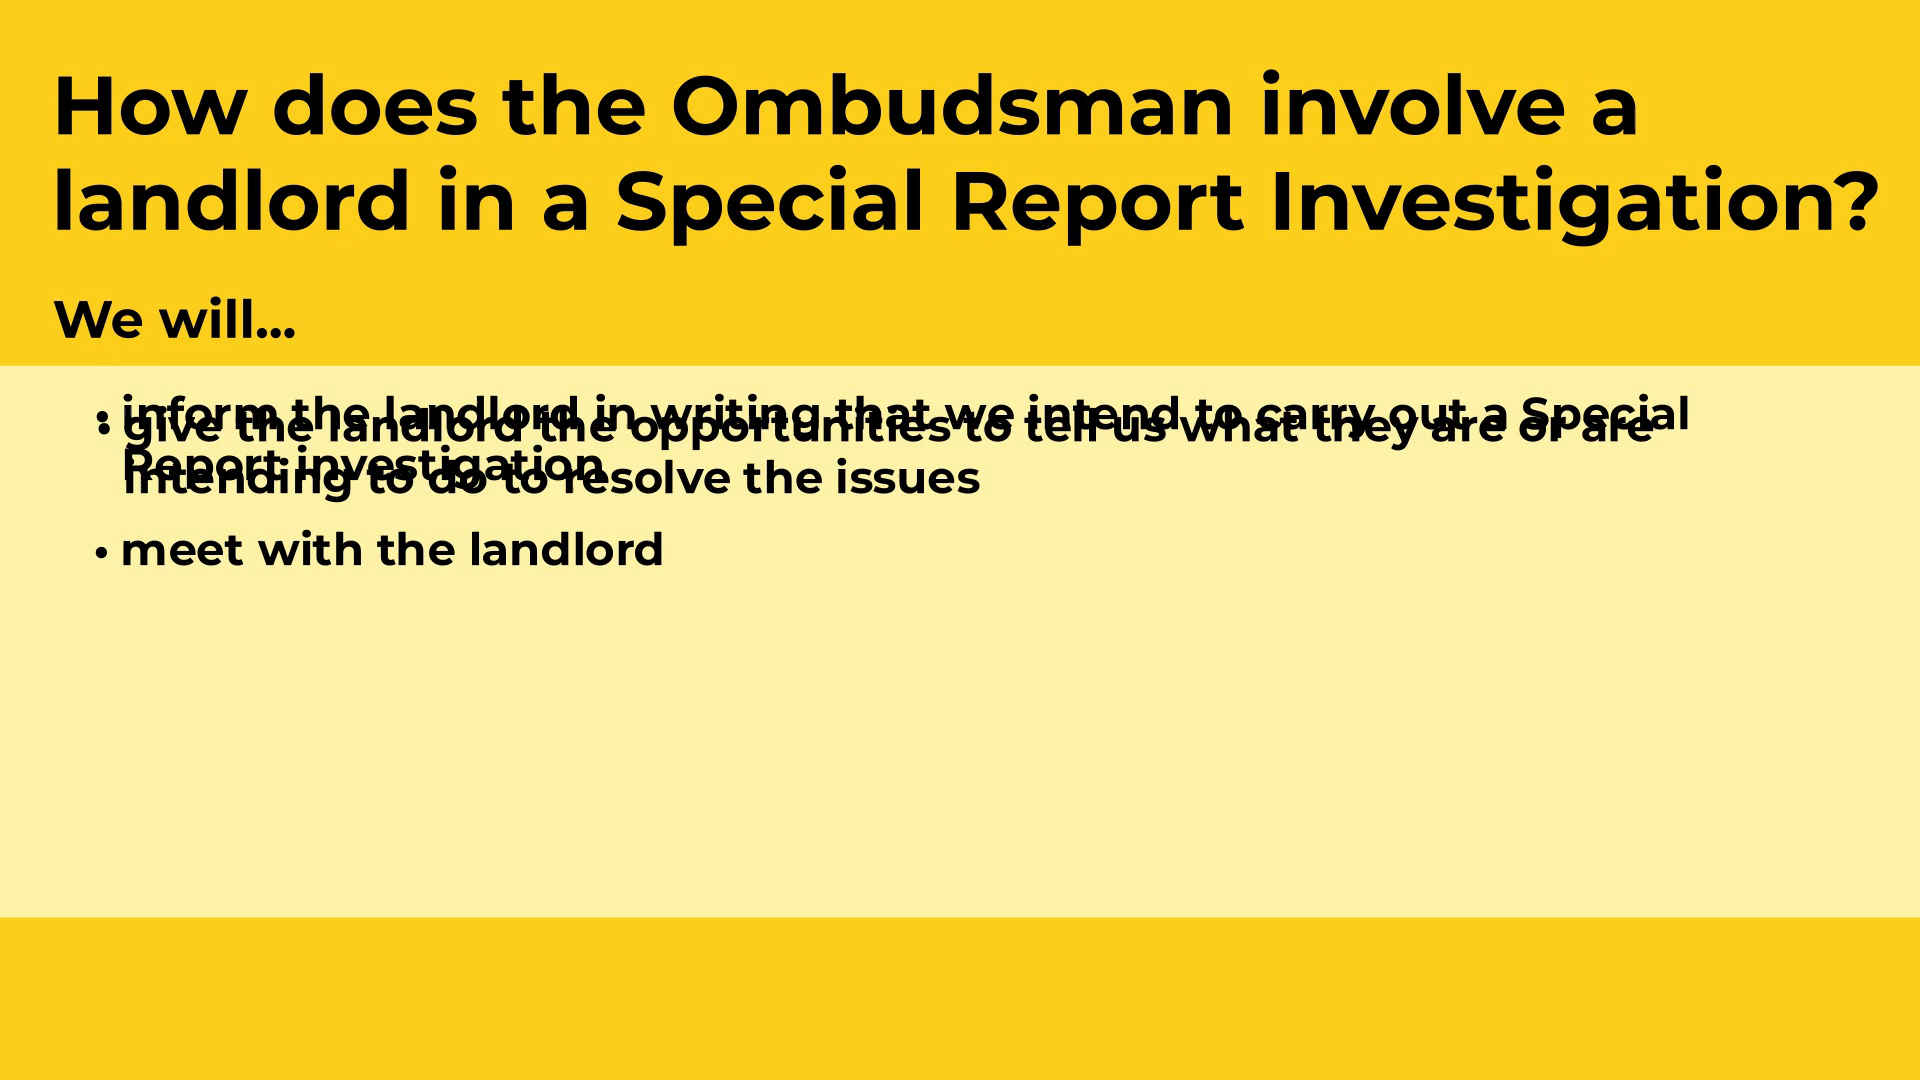 How does the Ombudsman involve a
landlord in a Special Report Investigation?
We will...
• inform the landlord in writing that we intend to carry out a Special
Report investigation
• give the landlord the opportunities to tell us what they are or are
intending to do to resolve the issues
• meet with the landlord